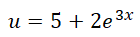 u = 5 + 2e^{3x}